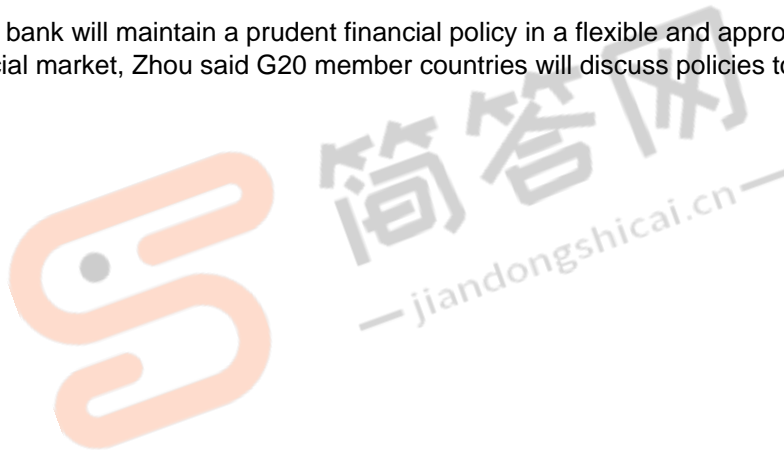 bank will maintain a prudent financial policy in a flexible and appro
cial market, Zhou said G20 member countries will discuss policies to
简答网
jiandongshicai.cn